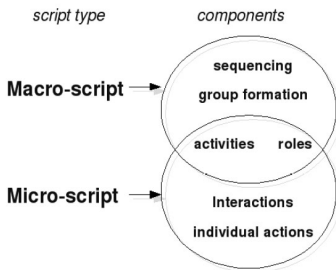 script type components
sequencing
Macro-script
group formation
activities roles
Micro-script
Interactions
individual actions